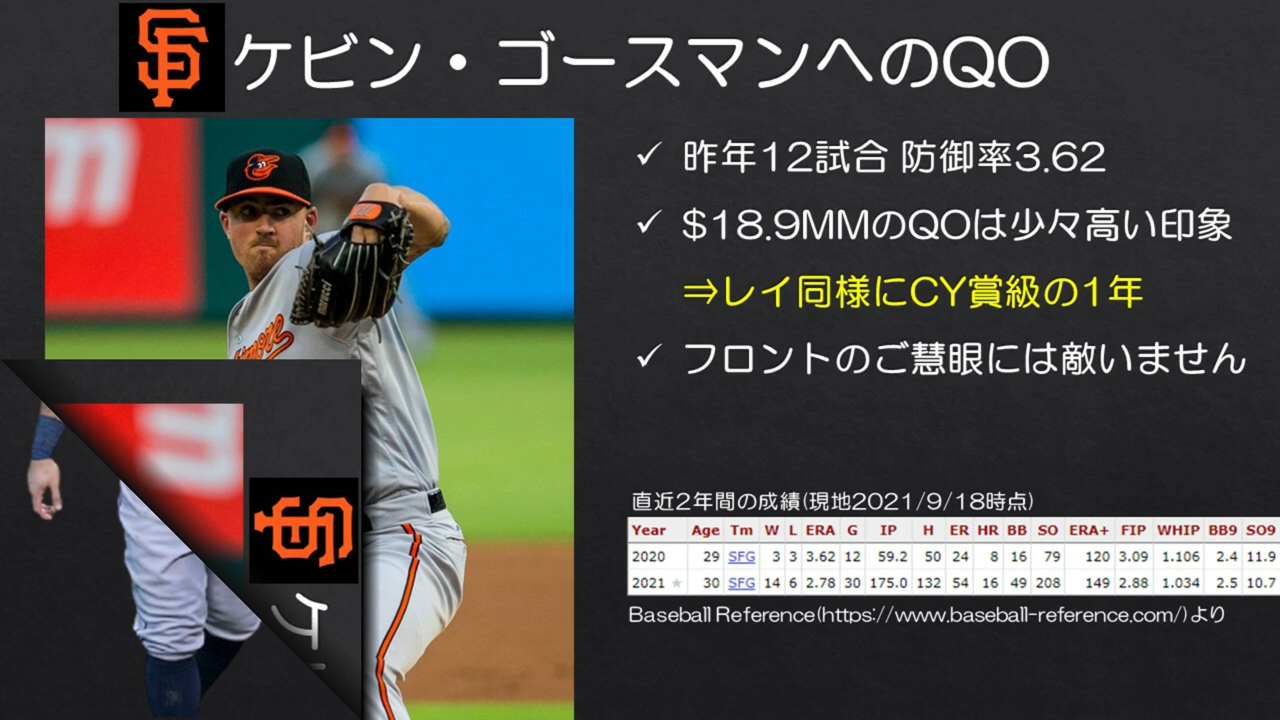 SF ケビン・ゴースマンへのQO
✓ 昨年12試合 防御率3.62
✓ $18.9MMのQOは少々高い印象
⇒レイ同様にCY賞級の1年
✓ フロントのご慧眼には敵いません
直近2年間の成績(現地2021/9/18時点)
Year Age Tm W L ERA G IP H ER HR BB SO ERA+ FIP WHIP BB9 SO9
2020 29 SFG 3 3 3.62 12 59.2 50 24 8 16 79 120 3.09 1.106 2.4 11.9
2021 ★ 30 SFG 14 6 2.78 30 175.0 132 54 16 49 208 149 2.88 1.034 2.5 10.7
Baseball Reference(https://www.baseball-reference.com/)より
marucci
SF
ケ